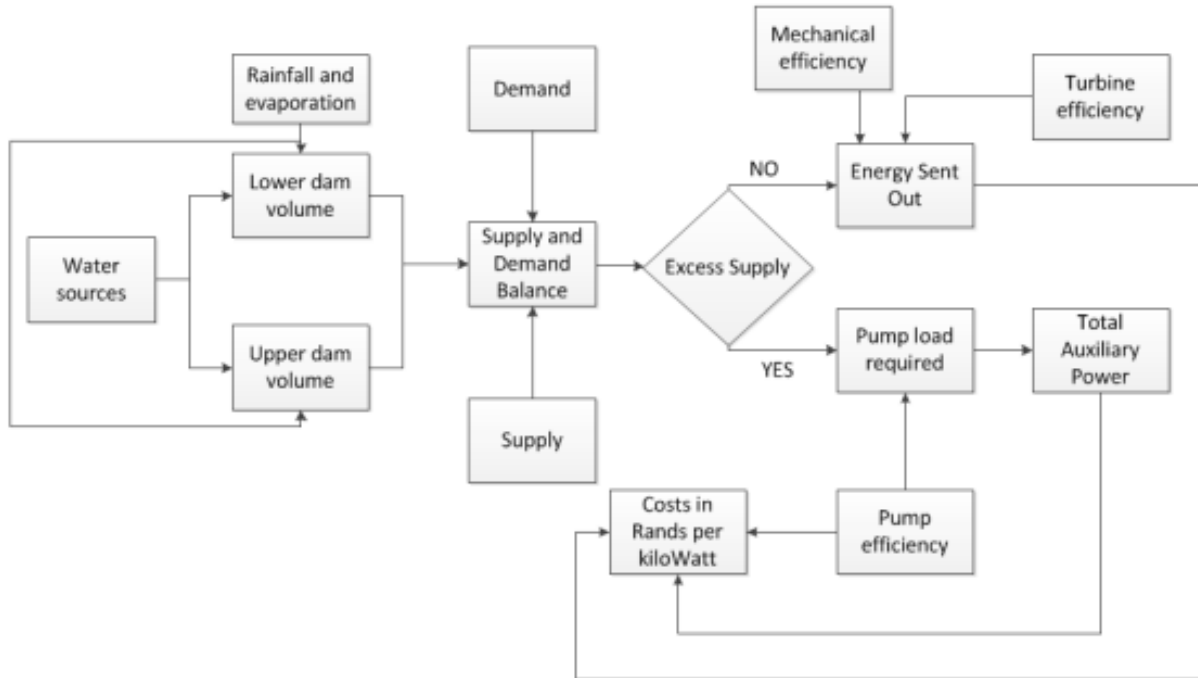 Mechanical
efficiency
Rainfall and
evaporation
Demand
Turbine
efficiency
Lower dam
volume
NO
Energy Sent
Out
Water
sources
Supply and
Demand
Balance
Excess Supply
Upper dam
volume
YES
Pump load
required
Total
Auxiliary
Power
Supply
Costs in
Rands per
kiloWatt
Pump
efficiency